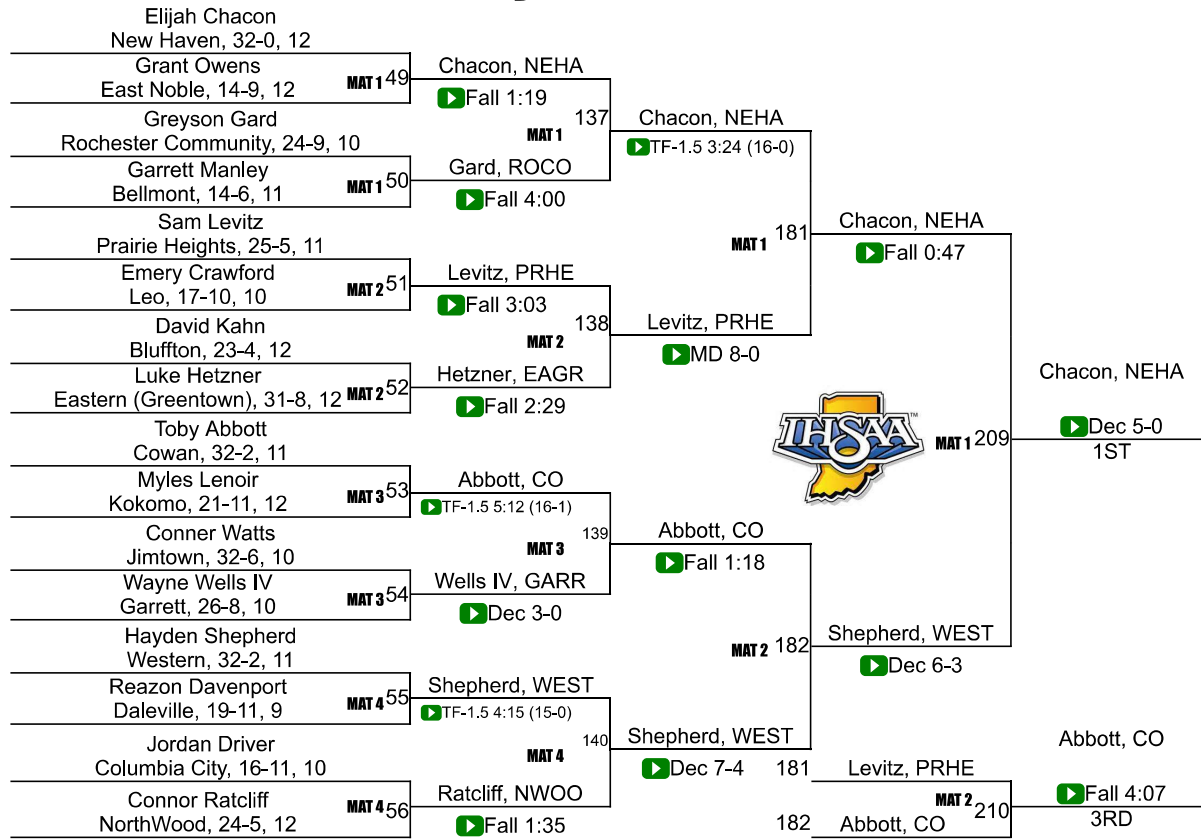 Elijah Chacon
New Haven, 32-0, 12
Grant Owens
East Noble, 14-9, 12
MAT 1 49
Chacon, NEHA
Fall 1:19
Greyson Gard
Rochester Community, 24-9, 10
Garrett Manley
Bellmont, 14-6, 11
MAT 1 50
Gard, ROCO
Fall 4:00
MAT 1 137
Chacon, NEHA
TF-1.5 3:24 (16-0)
Sam Levitz
Prairie Heights, 25-5, 11
Emery Crawford
Leo, 17-10, 10
MAT 2 51
Levitz, PRHE
Fall 3:03
David Kahn
Bluffton, 23-4, 12
Luke Hetzner
Eastern (Greentown), 31-8, 12
MAT 2 52
Hetzner, EAGR
Fall 2:29
MAT 2 138
Levitz, PRHE
MD 8-0
MAT 1 181
Chacon, NEHA
Fall 0:47
Toby Abbott
Cowan, 32-2, 11
Myles Lenoir
Kokomo, 21-11, 12
MAT 3 53
Abbott, CO
TF-1.5 5:12 (16-1)
Conner Watts
Jimtown, 32-6, 10
Wayne Wells IV
Garrett, 26-8, 10
MAT 3 54
Wells IV, GARR
Dec 3-0
MAT 3 139
Abbott, CO
Fall 1:18
Hayden Shepherd
Western, 32-2, 11
Reazon Davenport
Daleville, 19-11, 9
MAT 4 55
Shepherd, WEST
TF-1.5 4:15 (15-0)
Jordan Driver
Columbia City, 16-11, 10
Connor Ratcliff
NorthWood, 24-5, 12
MAT 4 56
Ratcliff, NWOO
Fall 1:35
MAT 4 140
Shepherd, WEST
Dec 7-4
MAT 2 182
Shepherd, WEST
Dec 6-3
IHSAA™
MAT 1 209
Chacon, NEHA
Dec 5-0
1ST
181 Levitz, PRHE
182 Abbott, CO
MAT 2 210
Abbott, CO
Fall 4:07
3RD